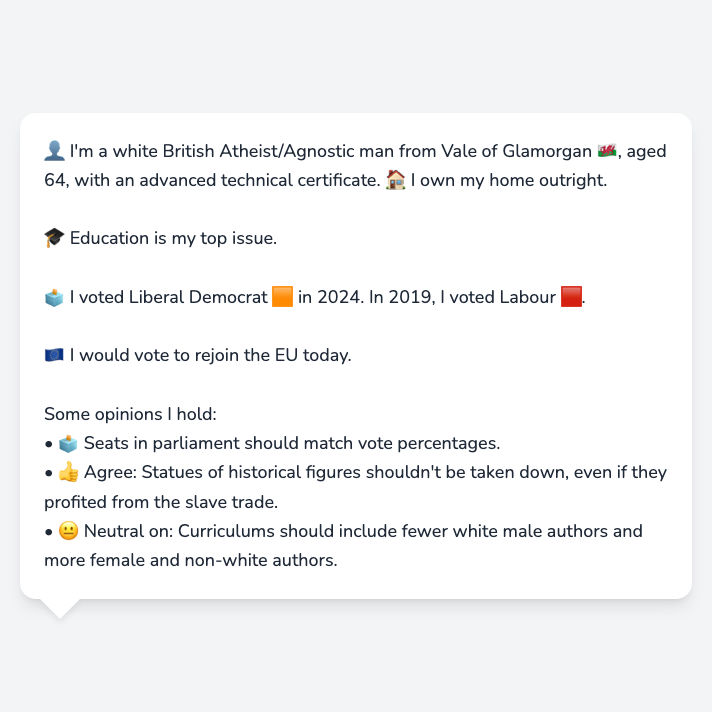 👤 I'm a white British Atheist/Agnostic man from Vale of Glamorgan 🏴󠁧󠁢󠁷󠁬󠁳󠁿, aged
64, with an advanced technical certificate. 🏠 I own my home outright.
🎓 Education is my top issue.
🗳️ I voted Liberal Democrat 🟧 in 2024. In 2019, I voted Labour 🟥.
🇪🇺 I would vote to rejoin the EU today.
Some opinions I hold:
• 🗳️ Seats in parliament should match vote percentages.
• 👍 Agree: Statues of historical figures shouldn't be taken down, even if they
profited from the slave trade.
• 😐 Neutral on: Curriculums should include fewer white male authors and
more female and non-white authors.